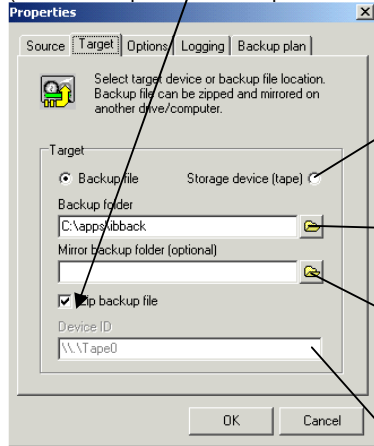 Properties
Source Target Options Logging Backup plan
Select target device or backup file location.
Backup file can be zipped and mirrored on
another drive/computer.
Target
Backup file Storage device (tape)
Backup folder
C:\apps\ibback
Mirror backup folder (optional)
Zip backup file
Device ID
\\.\Tape0
OK Cancel